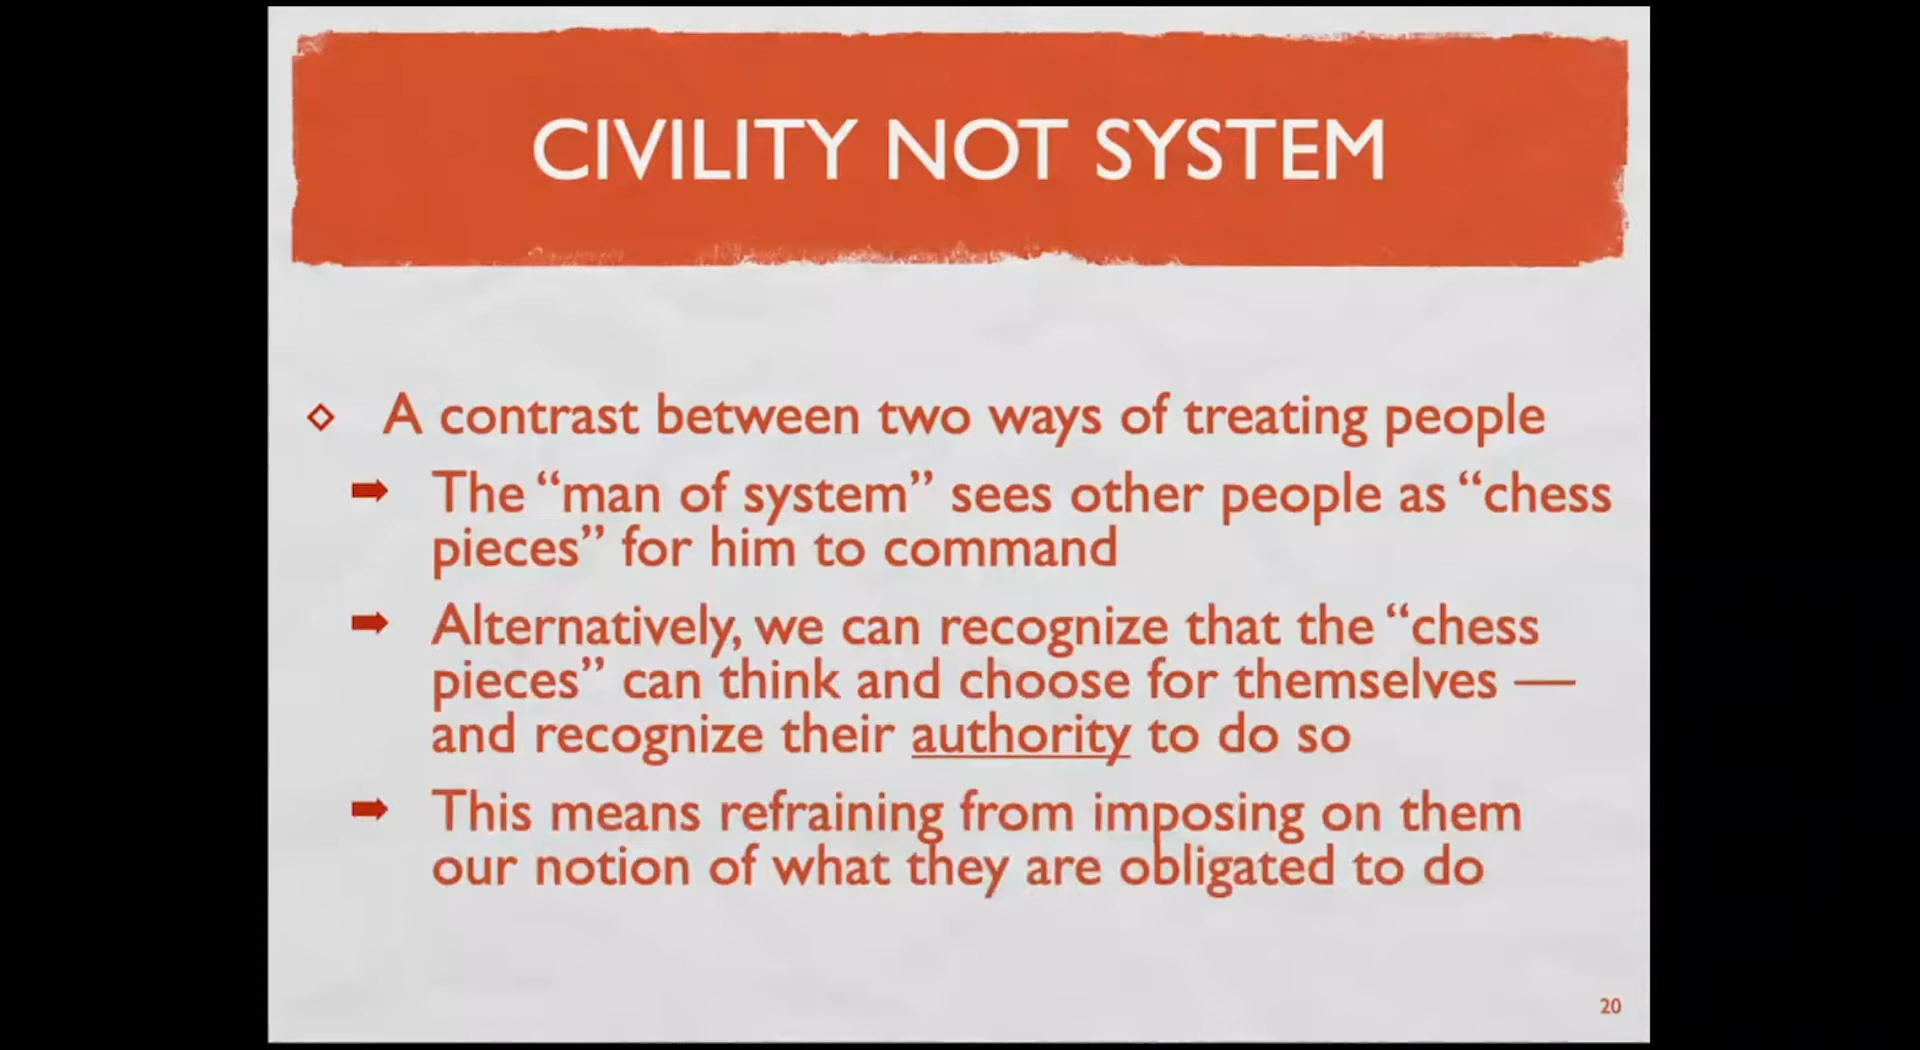 CIVILITY NOT SYSTEM
A contrast between two ways of treating people
The “man of system” sees other people as “chess
pieces” for him to command
Alternatively, we can recognize that the “chess
pieces” can think and choose for themselves —
and recognize their authority to do so
This means refraining from imposing on them
our notion of what they are obligated to do
20